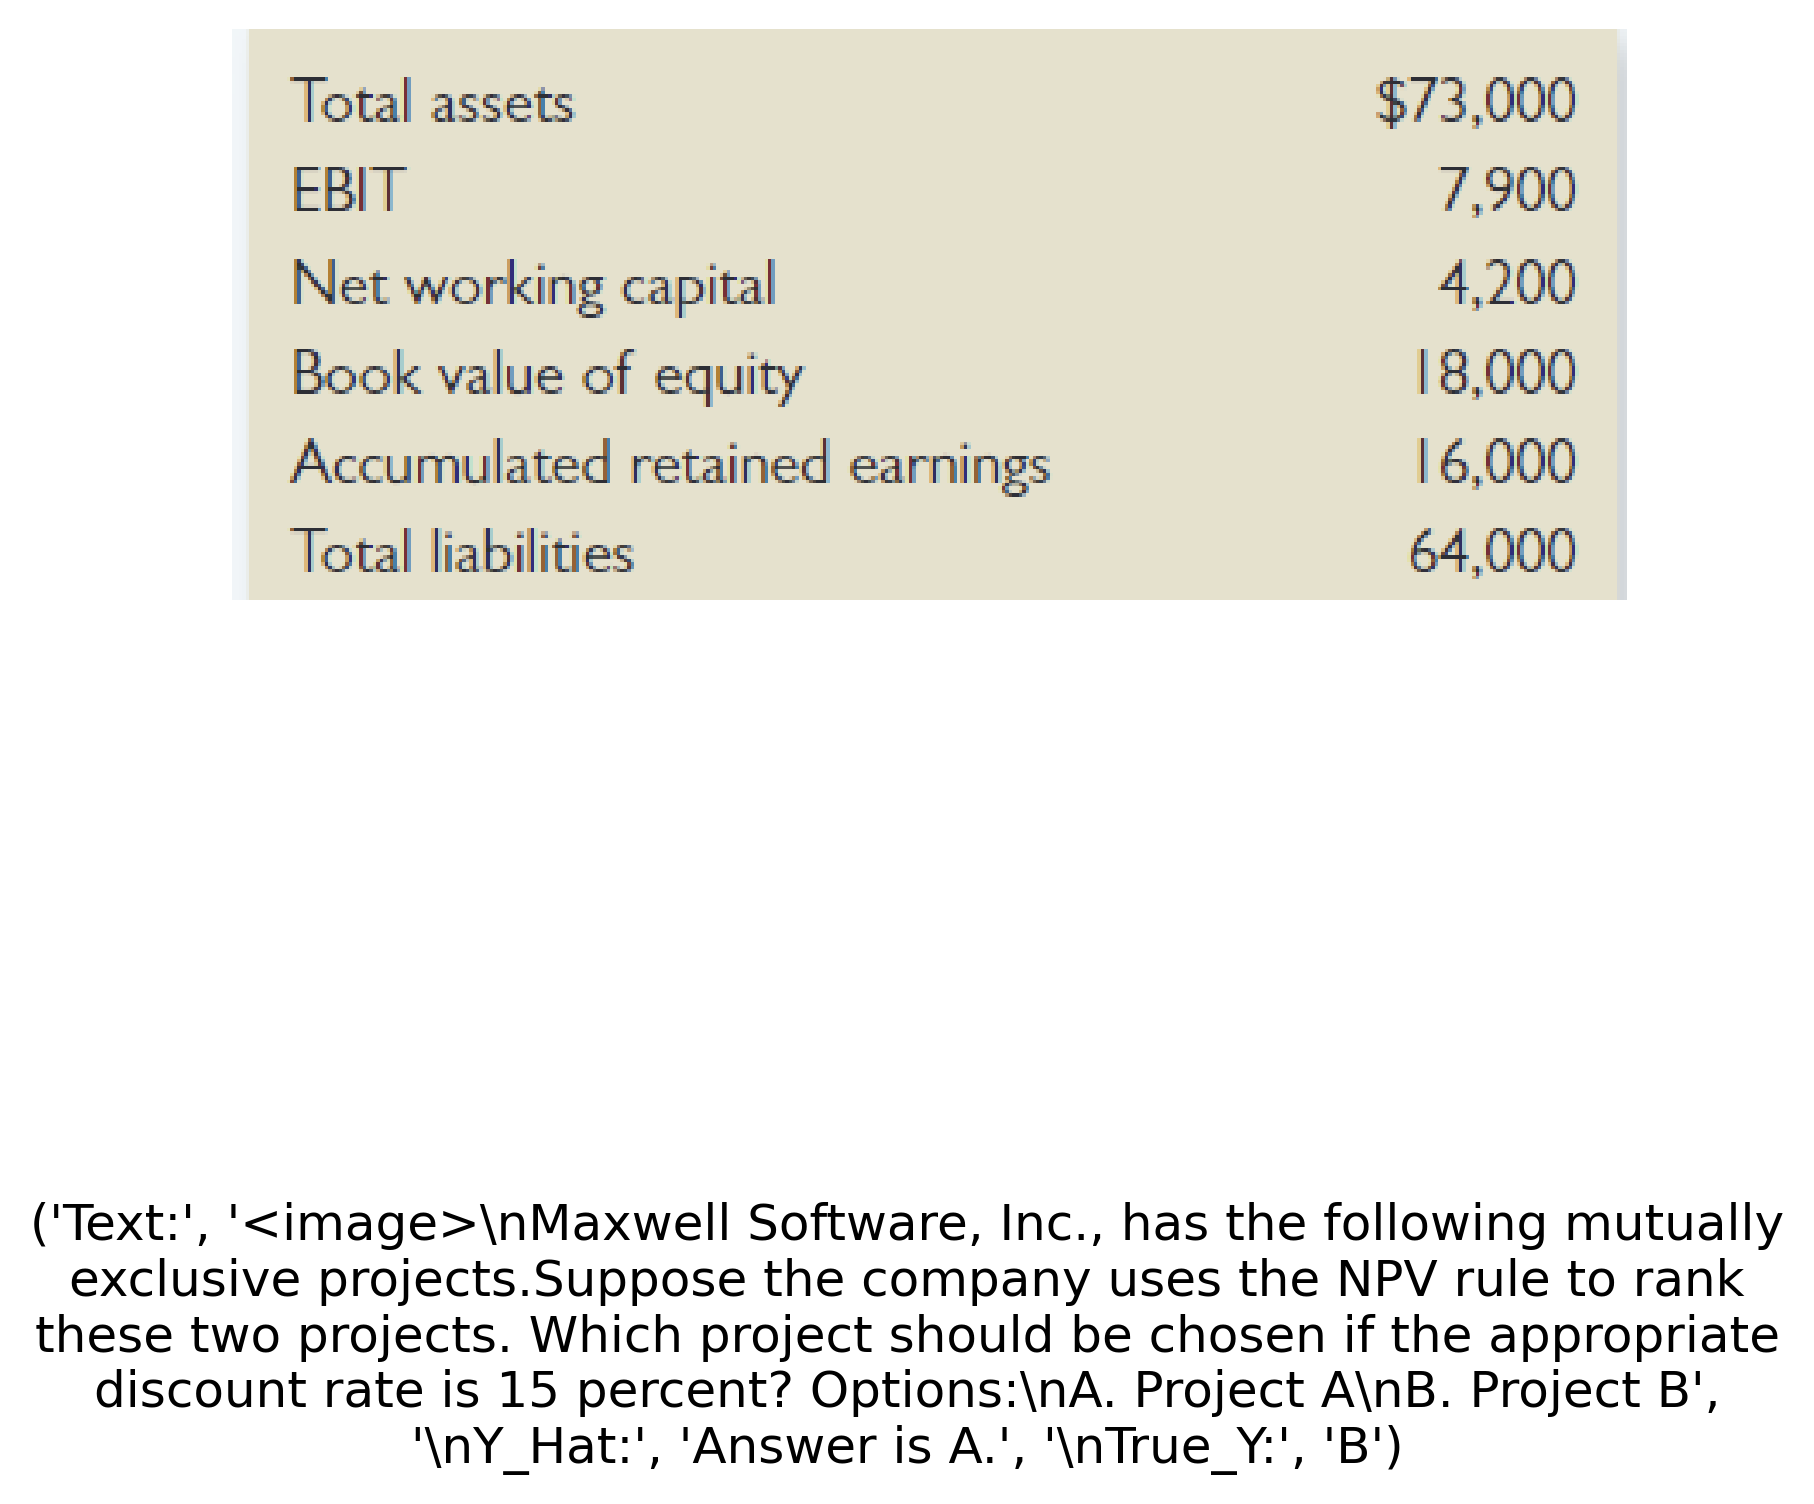 Total assets $73,000
EBIT 7,900
Net working capital 4,200
Book value of equity 18,000
Accumulated retained earnings 16,000
Total liabilities 64,000
('Text:', '<image>\nMaxwell Software, Inc., has the following mutually
exclusive projects.Suppose the company uses the NPV rule to rank
these two projects. Which project should be chosen if the appropriate
discount rate is 15 percent? Options:\nA. Project A\nB. Project B',
'\nY_Hat:', 'Answer is A.', '\nTrue_Y:', 'B')